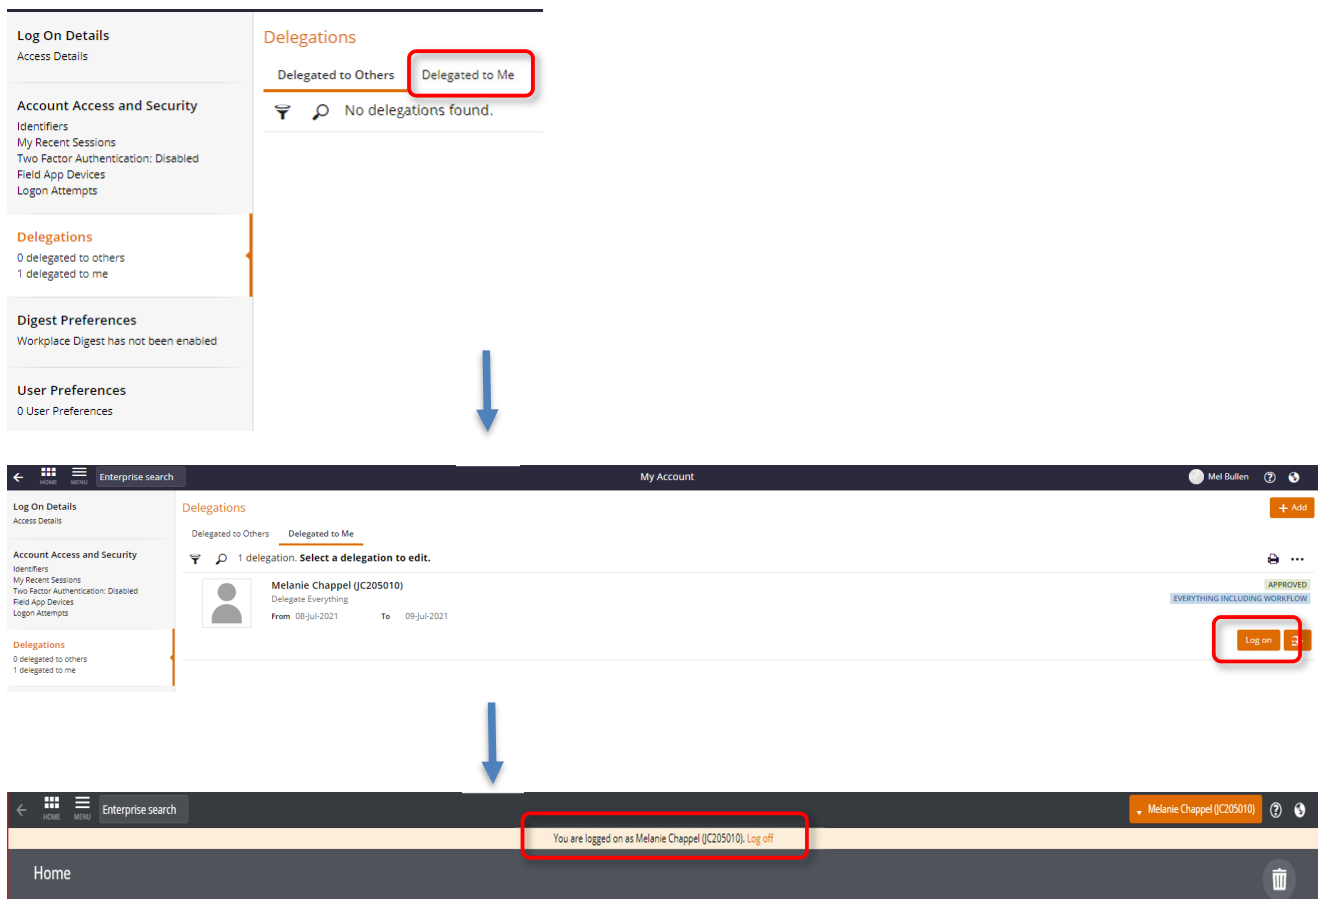 Log On Details
Access Details
Account Access and Security
Identifiers
My Recent Sessions
Two Factor Authentication: Disabled
Field App Devices
Logon Attempts
Delegations
0 delegated to others
1 delegated to me
Digest Preferences
Workplace Digest has not been enabled
User Preferences
0 User Preferences
Delegations
Delegated to Others Delegated to Me
No delegations found.
HOME MENU Enterprise search My Account Mel Bullen
Log On Details
Access Details
Account Access and Security
Identifiers
My Recent Sessions
Two Factor Authentication: Disabled
Field App Devices
Logon Attempts
Delegations
0 delegated to others
1 delegated to me
Delegations
+ Add
Delegated to Others Delegated to Me
1 delegation. Select a delegation to edit.
Melanie Chappel (JC205010)
Delegate Everything
From 08-Jul-2021 To 09-Jul-2021
APPROVED
EVERYTHING INCLUDING WORKFLOW
Log on
HOME MENU Enterprise search Melanie Chappel (JC205010)
You are logged on as Melanie Chappel (JC205010). Log off
Home